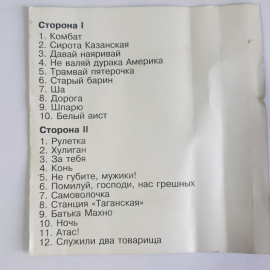 Сторона I
1. Комбат
2. Сирота Казанская
3. Давай наяривай
4. Не валяй дурака Америка
5. Трамвай пятерочка
6. Старый барин
7. Ша
8. Дорога
9. Шпарю
10. Белый аист
Сторона II
1. Рулетка
2. Хулиган
3. За тебя
4. Конь
5. Не губите, мужики!
6. Помилуй, господи, нас грешных
7. Самоволочка
8. Станция «Таганская»
9. Батька Махно
10. Ночь
11. Атас!
12. Служили два товарища